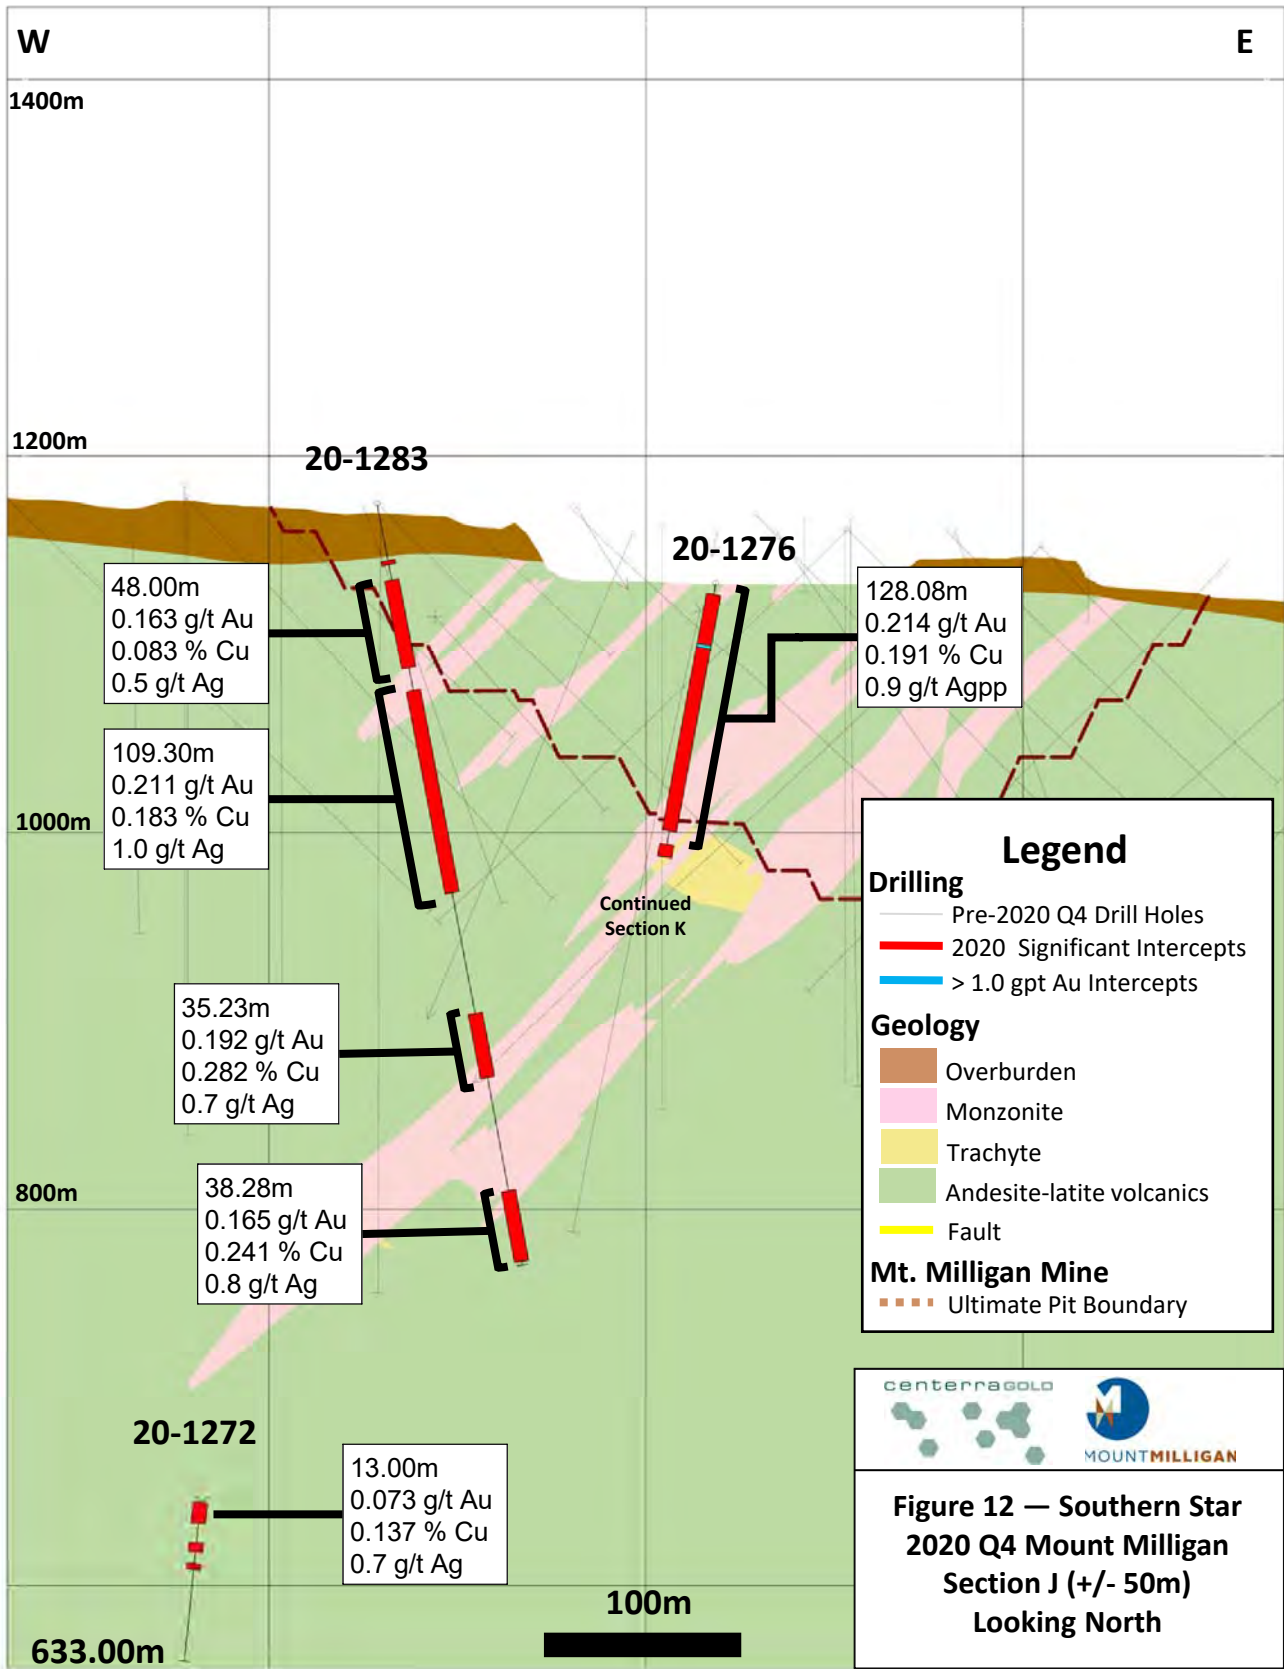 W
E
1400m
1200m
20-1283
20-1276
48.00m
0.163 g/t Au
0.083 % Cu
0.5 g/t Ag
128.08m
0.214 g/t Au
0.191 % Cu
0.9 g/t Agpp
109.30m
0.211 g/t Au
0.183 % Cu
1.0 g/t Ag
1000m
Continued
Section K
35.23m
0.192 g/t Au
0.282 % Cu
0.7 g/t Ag
800m
38.28m
0.165 g/t Au
0.241 % Cu
0.8 g/t Ag
20-1272
13.00m
0.073 g/t Au
0.137 % Cu
0.7 g/t Ag
633.00m
100m
Legend
Drilling
Pre-2020 Q4 Drill Holes
2020 Significant Intercepts
> 1.0 gpt Au Intercepts
Geology
Overburden
Monzonite
Trachyte
Andesite-latite volcanics
Fault
Mt. Milligan Mine
Ultimate Pit Boundary
centerraGOLD
MOUNTMILLIGAN
Figure 12 — Southern Star
2020 Q4 Mount Milligan
Section J (+/- 50m)
Looking North